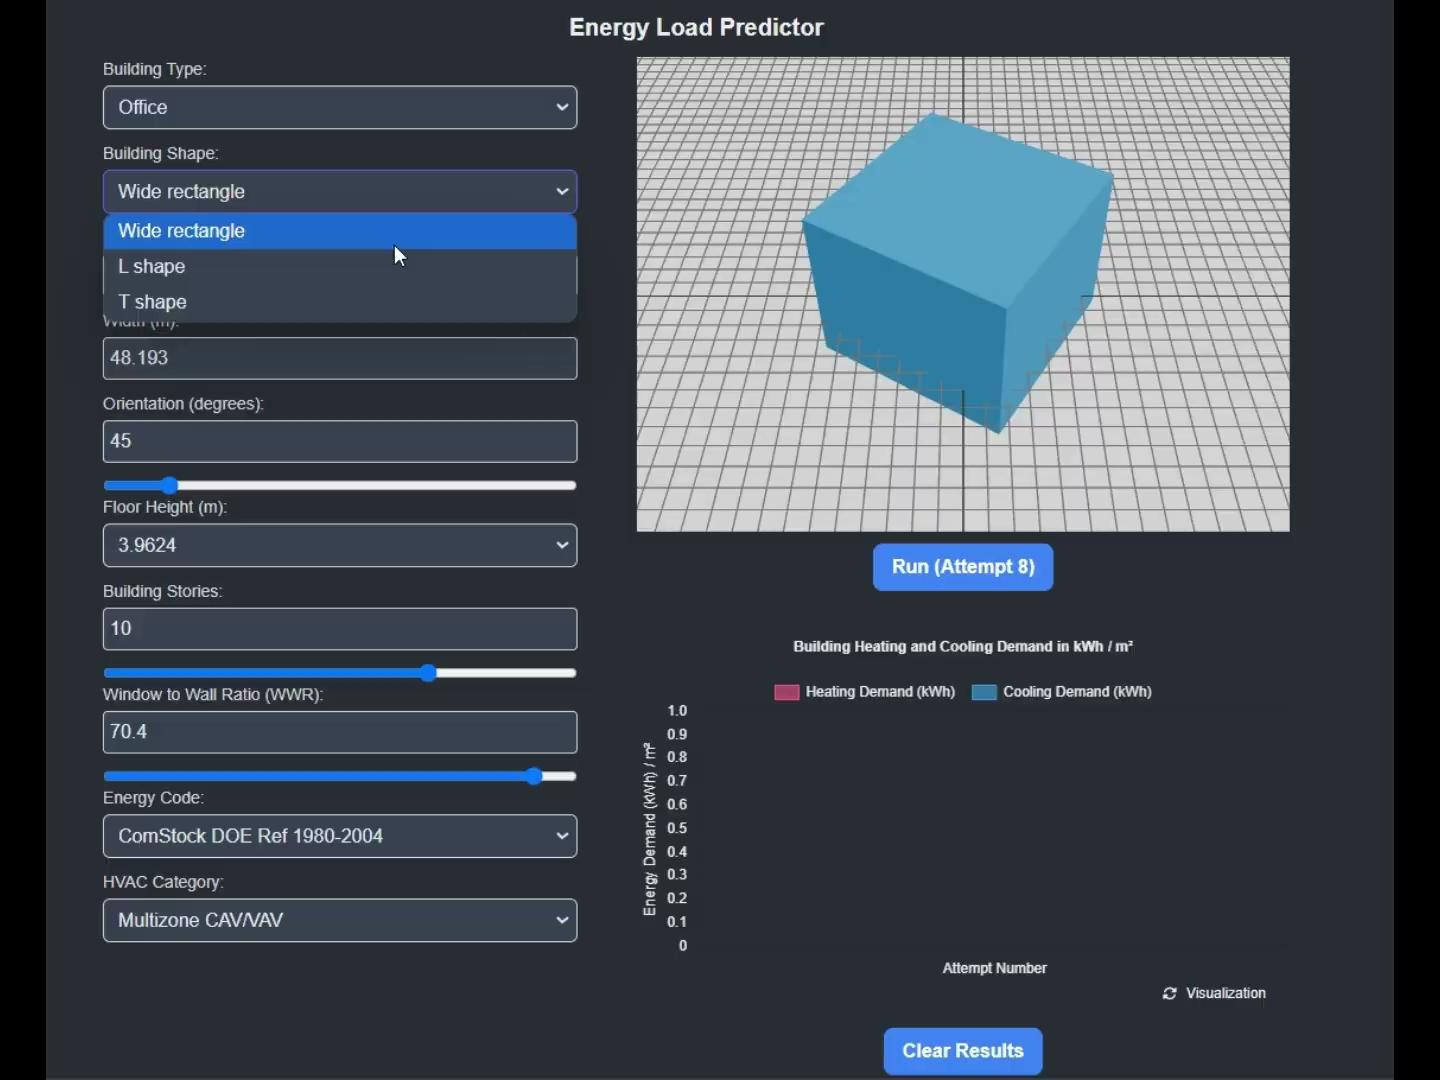 Energy Load Predictor
Building Type:
Office
Building Shape:
Wide rectangle
Wide rectangle
L shape
T shape
Width (m):
48.193
Orientation (degrees):
45
Floor Height (m):
3.9624
Building Stories:
10
Window to Wall Ratio (WWR):
70.4
Energy Code:
ComStock DOE Ref 1980-2004
HVAC Category:
Multizone CAV/VAV
Run (Attempt 8)
Building Heating and Cooling Demand in kWh / m²
Heating Demand (kWh) Cooling Demand (kWh)
Energy Demand (kWh) / m²
1.0
0.9
0.8
0.7
0.6
0.5
0.4
0.3
0.2
0.1
0
Attempt Number
Visualization
Clear Results